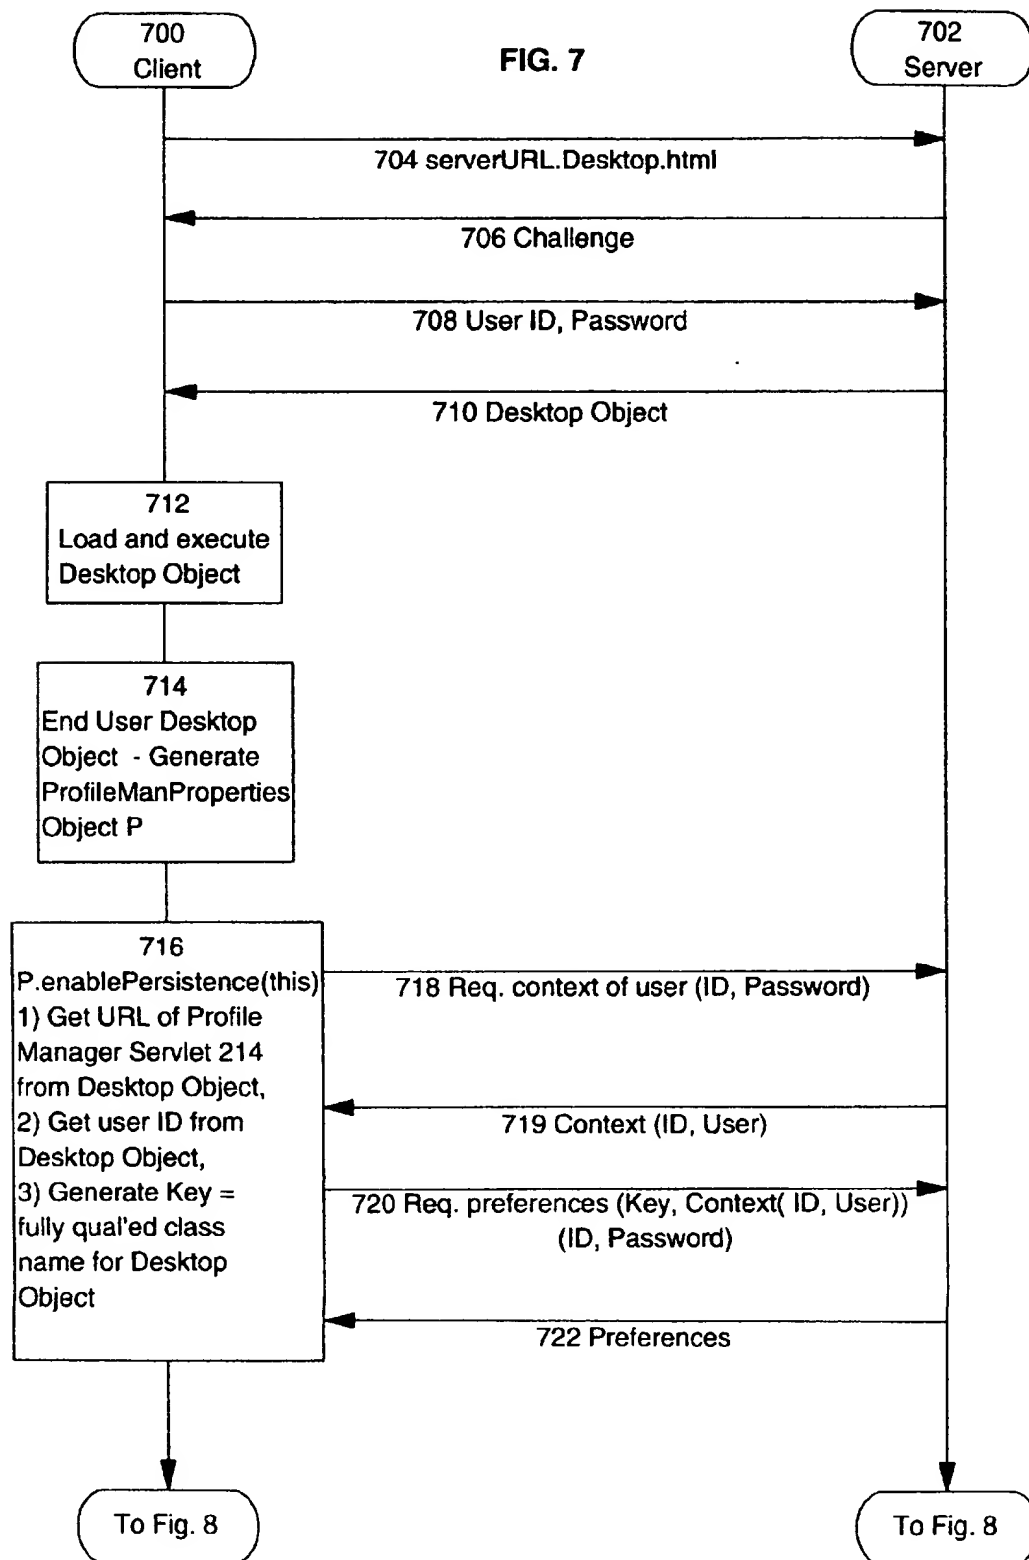 700
Client
FIG. 7
702
Server
704 serverURL.Desktop.html
706 Challenge
708 User ID, Password
710 Desktop Object
712
Load and execute
Desktop Object
714
End User Desktop
Object - Generate
ProfileManProperties
Object P
716
P.enablePersistence(this)
1) Get URL of Profile
Manager Servlet 214
from Desktop Object,
2) Get user ID from
Desktop Object,
3) Generate Key =
fully qual'ed class
name for Desktop
Object
718 Req. context of user (ID, Password)
719 Context (ID, User)
720 Req. preferences (Key, Context( ID, User))
(ID, Password)
722 Preferences
To Fig. 8
To Fig. 8